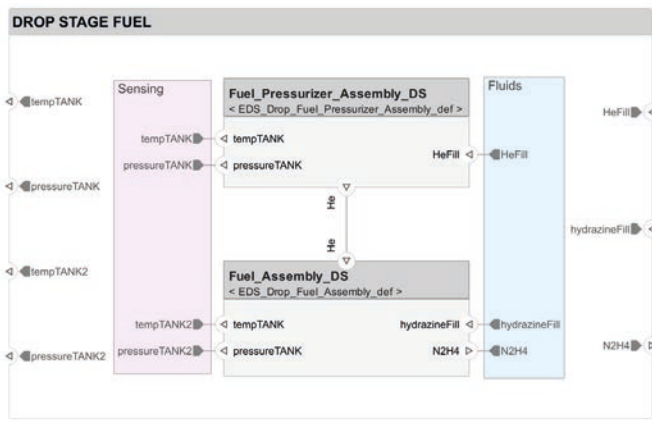 DROP STAGE FUEL
Sensing
Fuel_Pressurizer_Assembly_DS
< EDS_Drop_Fuel_Pressurizer_Assembly_def >
Fluids
tempTANK
HeFill
tempTANK
tempTANK
HeFill
HeFill
pressureTANK
pressureTANK
pressureTANK
He
hydrazineFill
He
tempTANK2
Fuel_Assembly_DS
< EDS_Drop_Fuel_Assembly_def >
tempTANK2
tempTANK
hydrazineFill
hydrazineFill
pressureTANK2
pressureTANK2
pressureTANK
N2H4
N2H4
N2H4